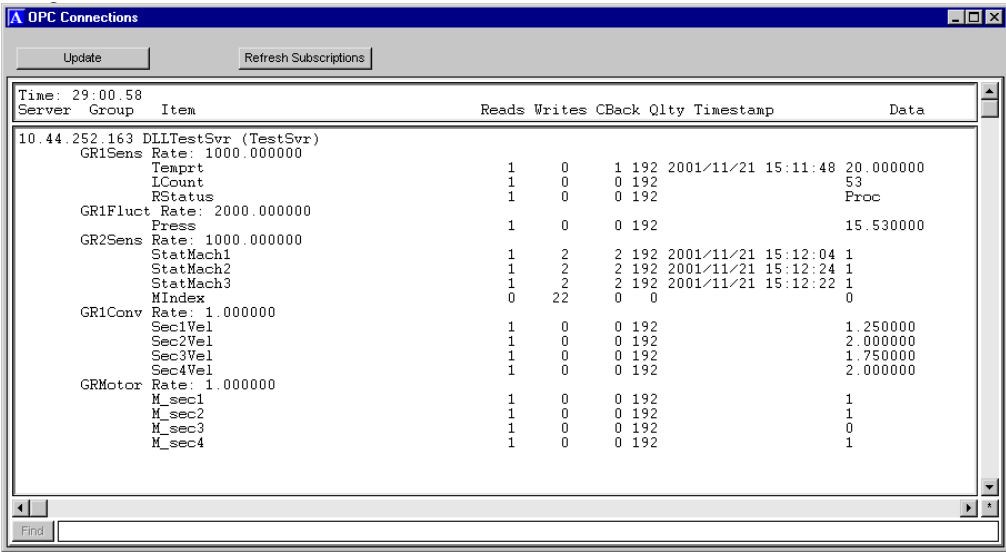 A OPC Connections
Update Refresh Subscriptions
Time: 29:00.58
Server Group Item Reads Writes CBack Qlty Timestamp Data
10.44.252.163 DLLTestSvr (TestSvr)
GR1Sens Rate: 1000.000000
Temprt 1 0 1 192 2001/11/21 15:11:48 20.000000
LCount 1 0 0 192 53
RStatus 1 0 0 192 Proc
GR1Fluct Rate: 2000.000000
Press 1 0 0 192 15.530000
GR2Sens Rate: 1000.000000
StatMach1 1 2 2 192 2001/11/21 15:12:04 1
StatMach2 1 2 2 192 2001/11/21 15:12:24 1
StatMach3 1 2 2 192 2001/11/21 15:12:22 1
MIndex 0 22 0 0 0
GR1Conv Rate: 1.000000
Sec1Vel 1 0 0 192 1.250000
Sec2Vel 1 0 0 192 2.000000
Sec3Vel 1 0 0 192 1.750000
Sec4Vel 1 0 0 192 2.000000
GRMotor Rate: 1.000000
M_sec1 1 0 0 192 1
M_sec2 1 0 0 192 1
M_sec3 1 0 0 192 0
M_sec4 1 0 0 192 1
*
Find